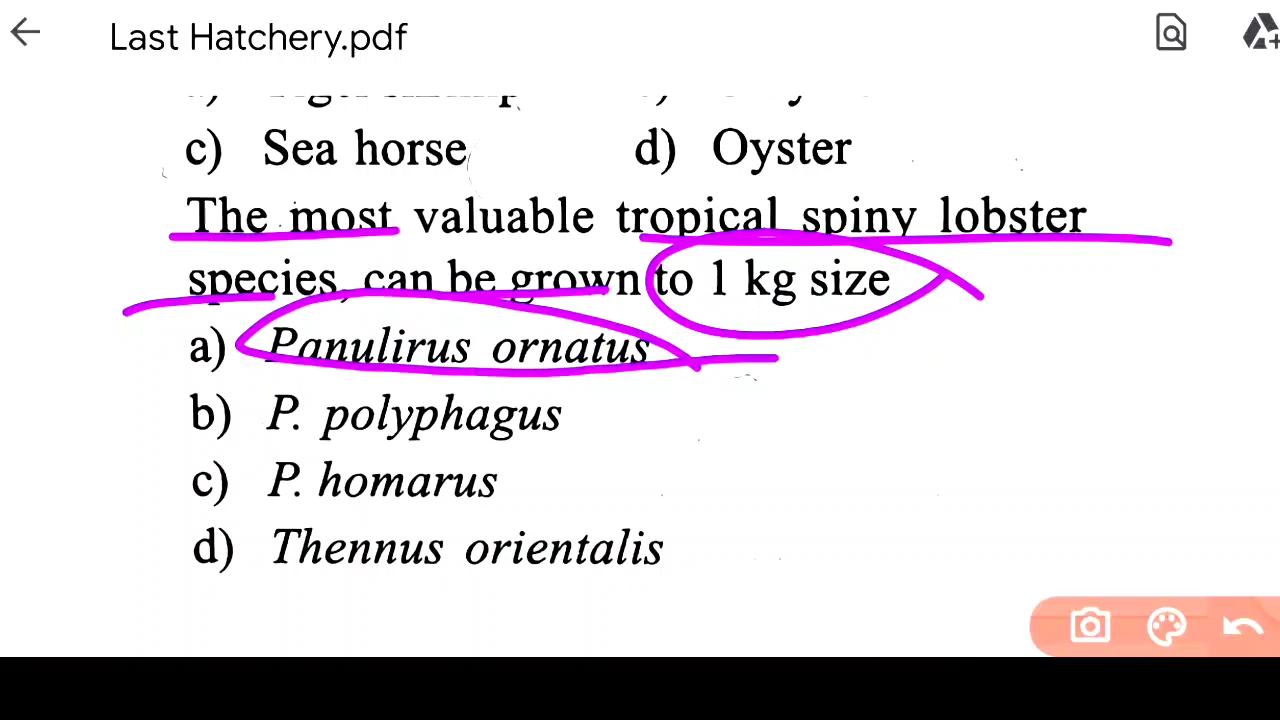 Last Hatchery.pdf
c) Sea horse d) Oyster
The most valuable tropical spiny lobster
species, can be grown to 1 kg size
a) Panulirus ornatus
b) P. polyphagus
c) P. homarus
d) Thennus orientalis